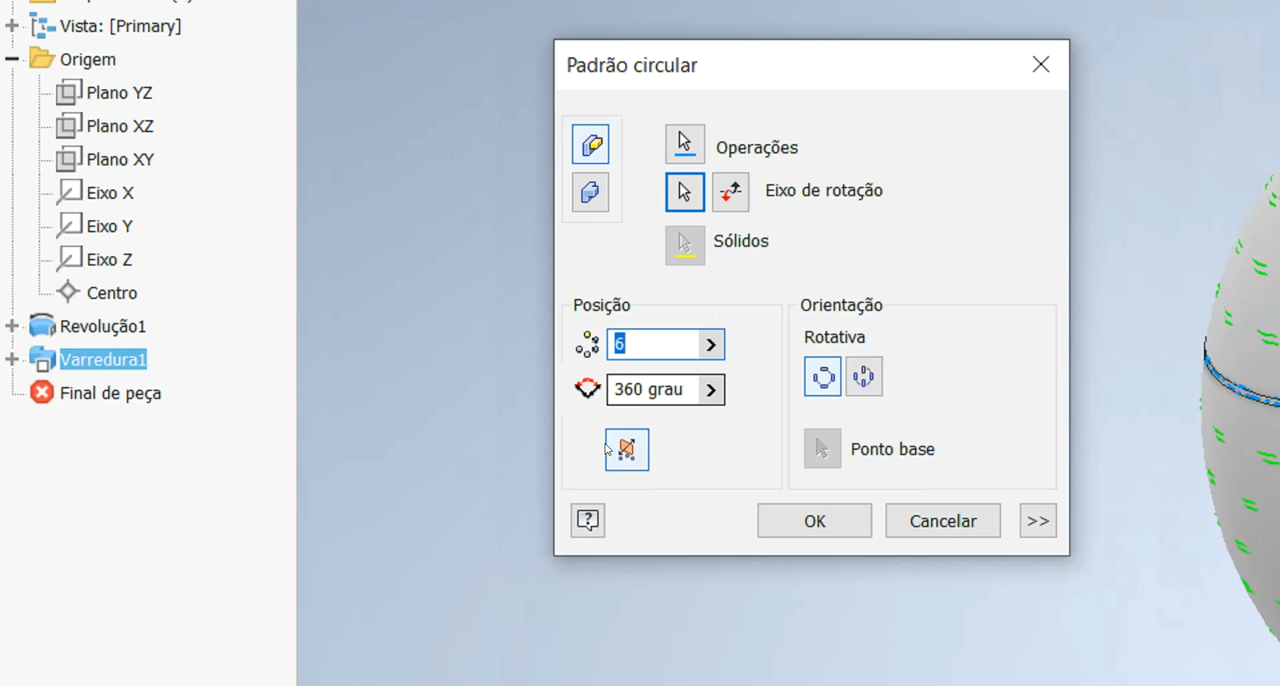 Vista: [Primary]
Origem
Plano YZ
Plano XZ
Plano XY
Eixo X
Eixo Y
Eixo Z
Centro
Revolução1
Varredura1
Final de peça
Padrão circular
Operações
Eixo de rotação
Sólidos
Posição
6
360 grau
Orientação
Rotativa
Ponto base
OK
Cancelar
>>